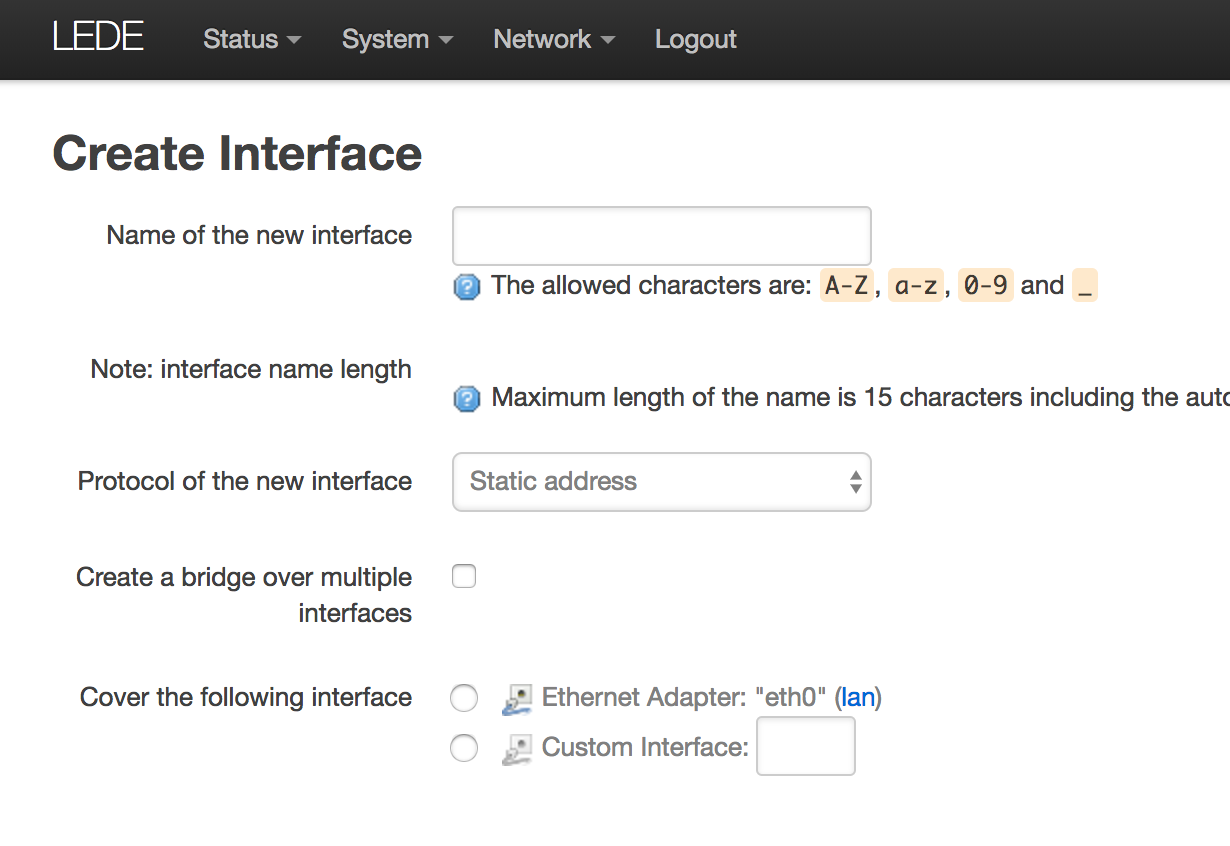 LEDE Status System Network Logout
Create Interface
Name of the new interface
The allowed characters are: A-Z, a-z, 0-9 and _
Note: interface name length
Maximum length of the name is 15 characters including the
Protocol of the new interface Static address
Create a bridge over multiple
interfaces
Cover the following interface Ethernet Adapter: "eth0" (lan)
Custom Interface: